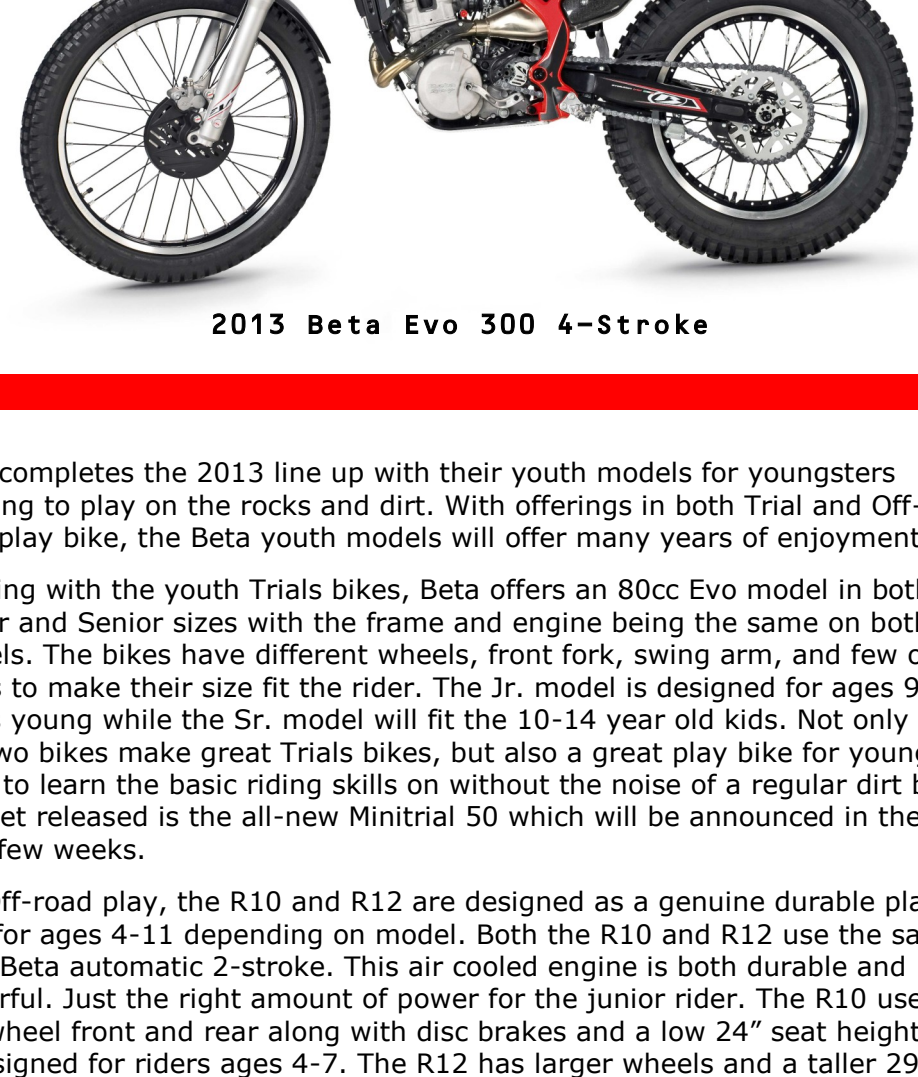 2013 Beta Evo 300 4-Stroke
completes the 2013 line up with their youth models for youngsters
ng to play on the rocks and dirt. With offerings in both Trial and Off-
play bike, the Beta youth models will offer many years of enjoyment
ing with the youth Trials bikes, Beta offers an 80cc Evo model in both
r and Senior sizes with the frame and engine being the same on both
els. The bikes have different wheels, front fork, swing arm, and few o
s to make their size fit the rider. The Jr. model is designed for ages 9
s young while the Sr. model will fit the 10-14 year old kids. Not only
wo bikes make great Trials bikes, but also a great play bike for young
to learn the basic riding skills on without the noise of a regular dirt b
et released is the all-new Minitrial 50 which will be announced in the
few weeks.
Off-road play, the R10 and R12 are designed as a genuine durable pla
for ages 4-11 depending on model. Both the R10 and R12 use the sa
Beta automatic 2-stroke. This air cooled engine is both durable and
rful. Just the right amount of power for the junior rider. The R10 use
wheel front and rear along with disc brakes and a low 24” seat height
signed for riders ages 4-7. The R12 has larger wheels and a taller 29